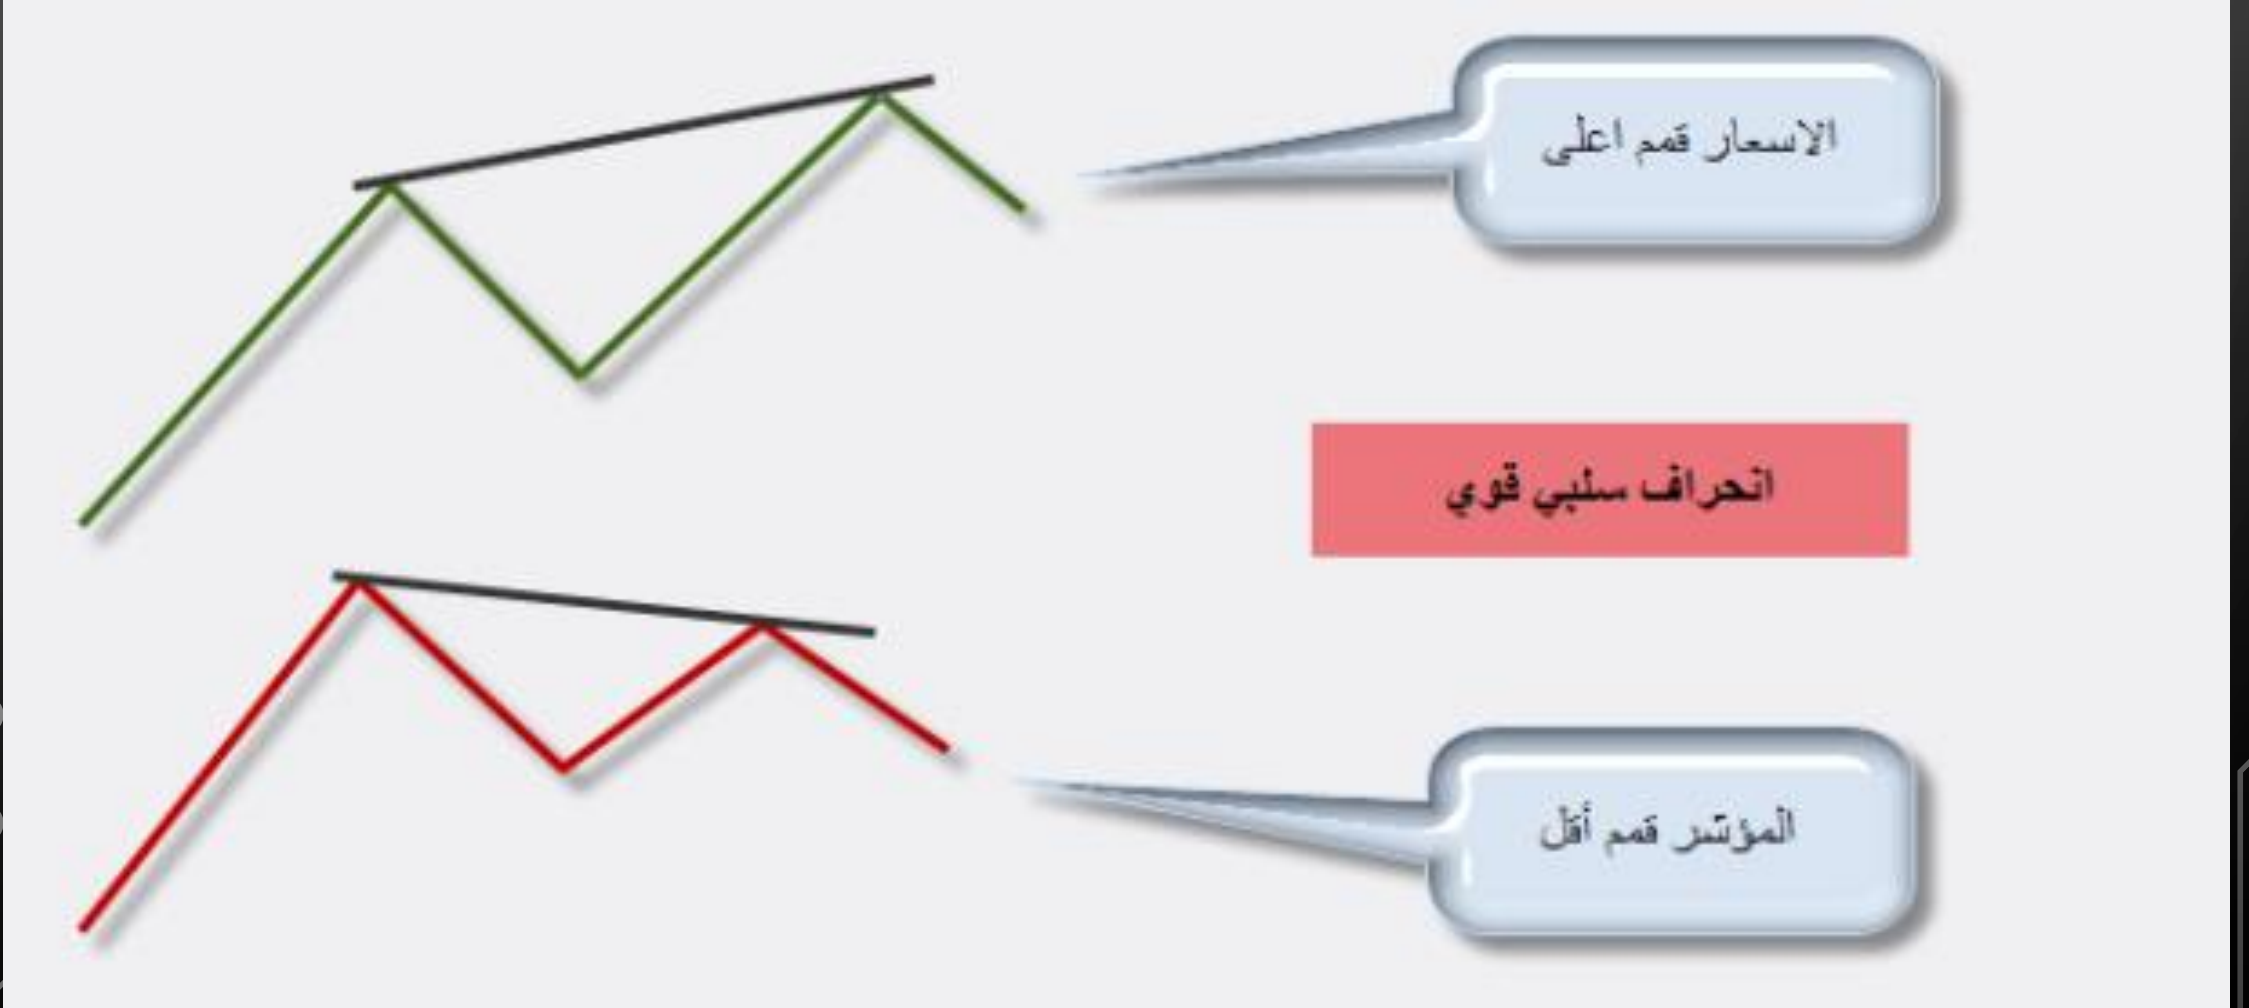 الاسعار قمم اعلى
انحراف سلبي قوي
المؤشر قمم أقل